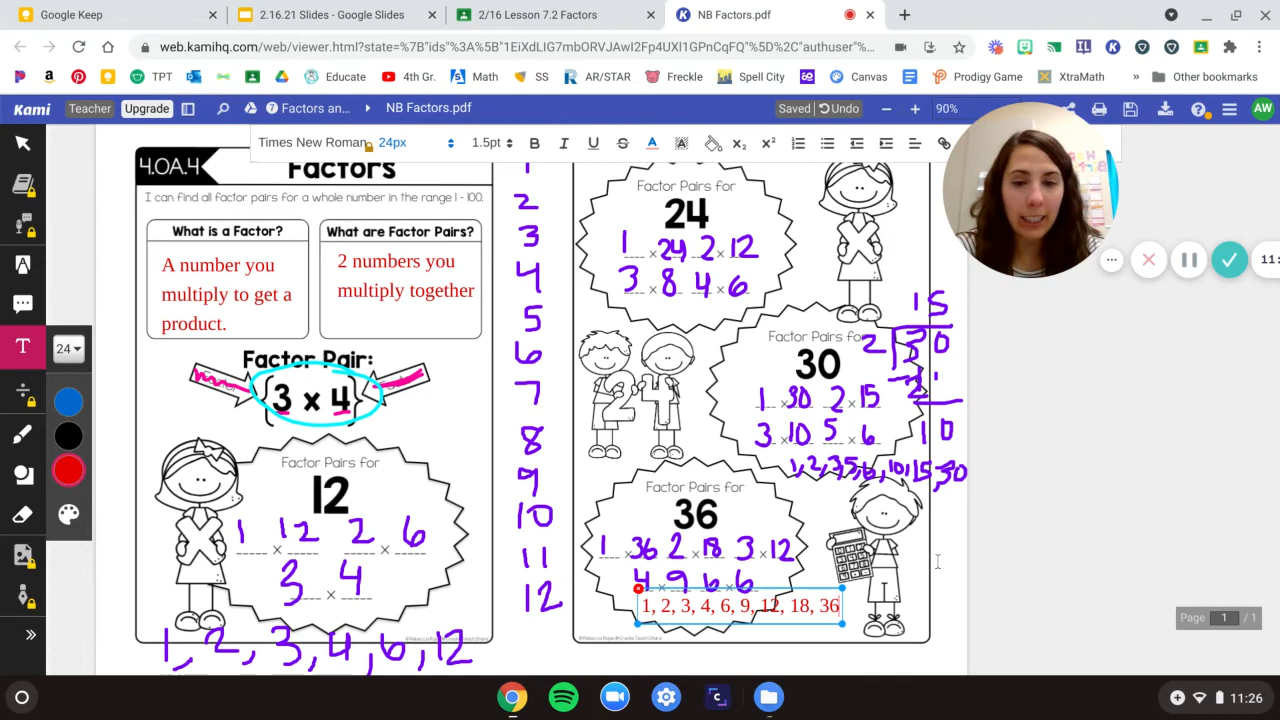 Google Keep
2.16.21 Slides - Google Slides
2/16 Lesson 7.2 Factors
NB Factors.pdf
web.kamihq.com/web/viewer.html?state=%7B"ids"%3A%5B"1EiXdLIG7mbORVJAwI2Fp4UXl1GPnCqFQ"%5D%2C"action"%3A"open"%2C"authuser"%...
TPT
Educate
4th Gr.
Math
SS
AR/STAR
Freckle
Spell City
Canvas
Prodigy Game
XtraMath
»
Other bookmarks
Kami
Teacher
Upgrade
Factors an...
NB Factors.pdf
Saved
Undo
90%
AW
Times New Roman
24px
1.5pt
B I U S A
24
4.OA.4
Factors
I can find all factor pairs for a whole number in the range 1 - 100.
What is a Factor?
A number you
multiply to get a
product.
What are Factor Pairs?
2 numbers you
multiply together
Factor Pair:
3 x 4
Factor Pairs for
12
1 × 12 2 × 6
3 × 4
1, 2, 3, 4, 6, 12
1
2
3
4
5
6
7
8
9
10
11
12
Factor Pairs for
24
1 × 24 2 × 12
3 × 8 4 × 6
Factor Pairs for
30
1 × 30 2 × 15
3 × 10 5 × 6
1, 2, 3, 5, 6, 10, 15, 30
15
2 30
10
Factor Pairs for
36
1 × 36 2 × 18 3 × 12
4 × 9 6 × 6
1, 2, 3, 4, 6, 9, 12, 18, 36
Page 1 / 1
11:
11:26